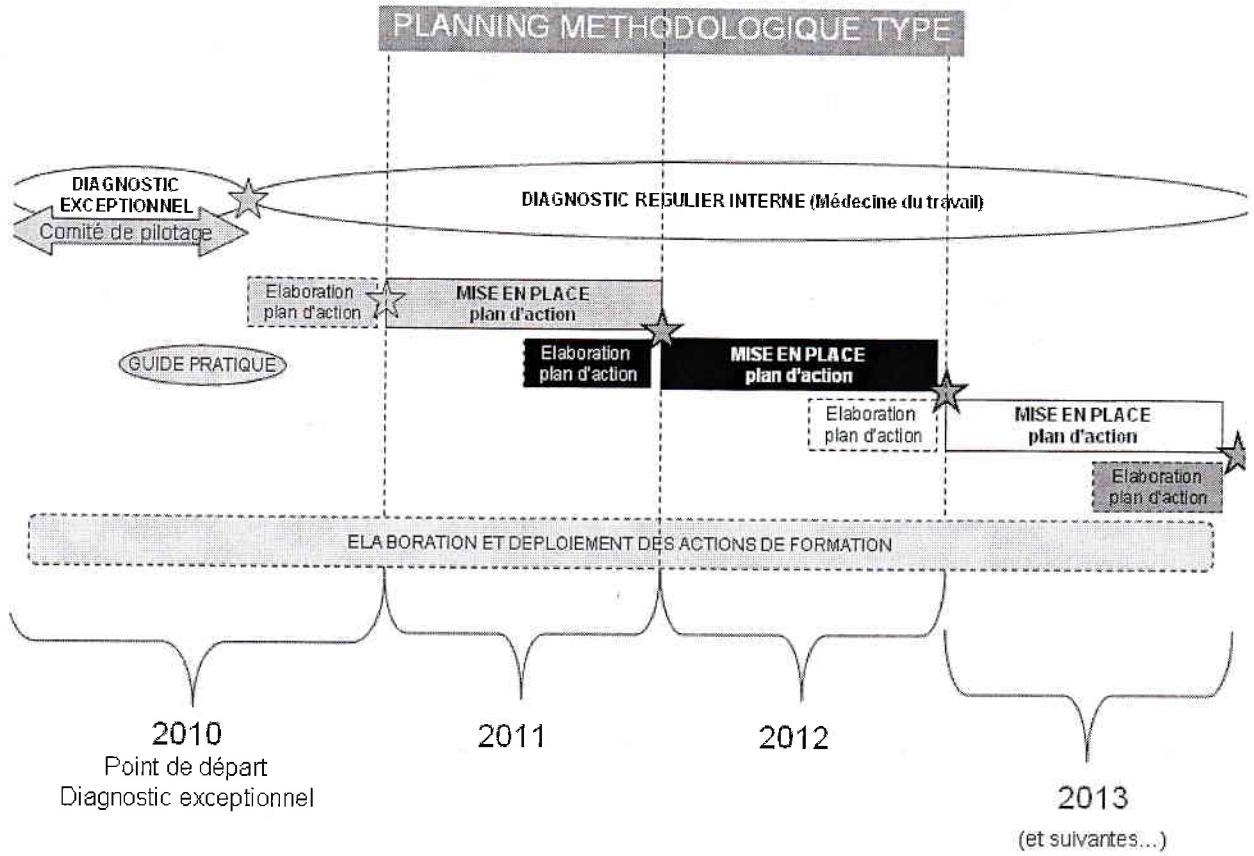 PLANNING METHODOLOGIQUE TYPE
DIAGNOSTIC
EXCEPTIONNEL
Comité de pilotage
DIAGNOSTIC REGULIER INTERNE (Médecine du travail)
Elaboration
plan d'action
MISE EN PLACE
plan d'action
GUIDE PRATIQUE
Elaboration
plan d'action
MISE EN PLACE
plan d'action
Elaboration
plan d'action
MISE EN PLACE
plan d'action
Elaboration
plan d'action
ELABORATION ET DEPLOIEMENT DES ACTIONS DE FORMATION
2010
Point de départ
Diagnostic exceptionnel
2011
2012
2013
(et suivantes...)